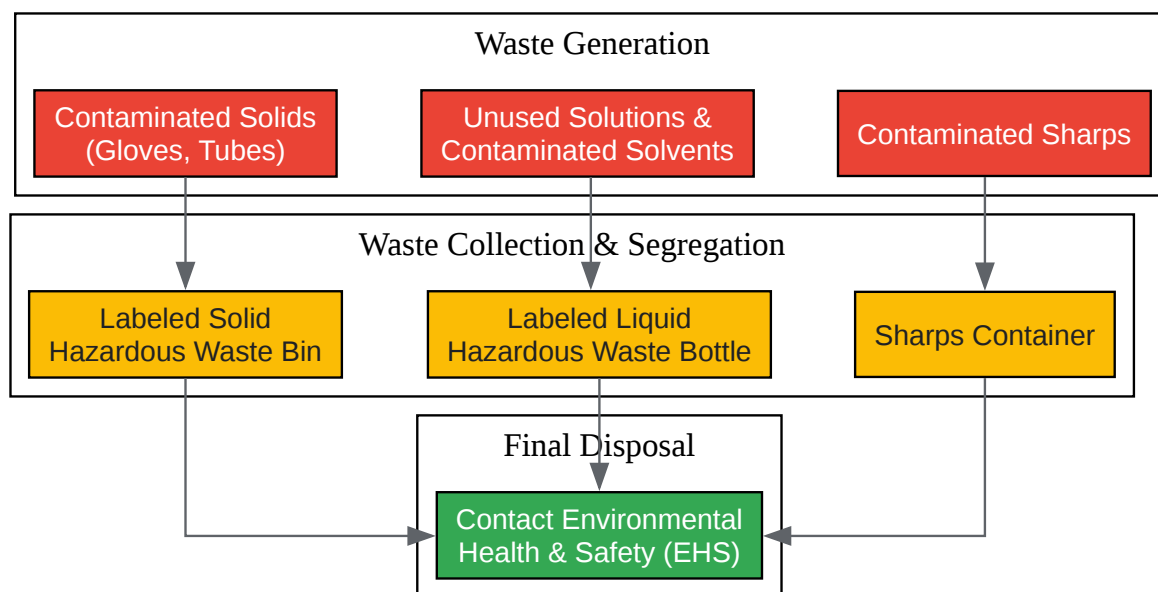 Waste Generation
Contaminated Solids
(Gloves, Tubes)
Unused Solutions &
Contaminated Solvents
Contaminated Sharps
Waste Collection & Segregation
Labeled Solid
Hazardous Waste Bin
Labeled Liquid
Hazardous Waste Bottle
Sharps Container
Final Disposal
Contact Environmental
Health & Safety (EHS)